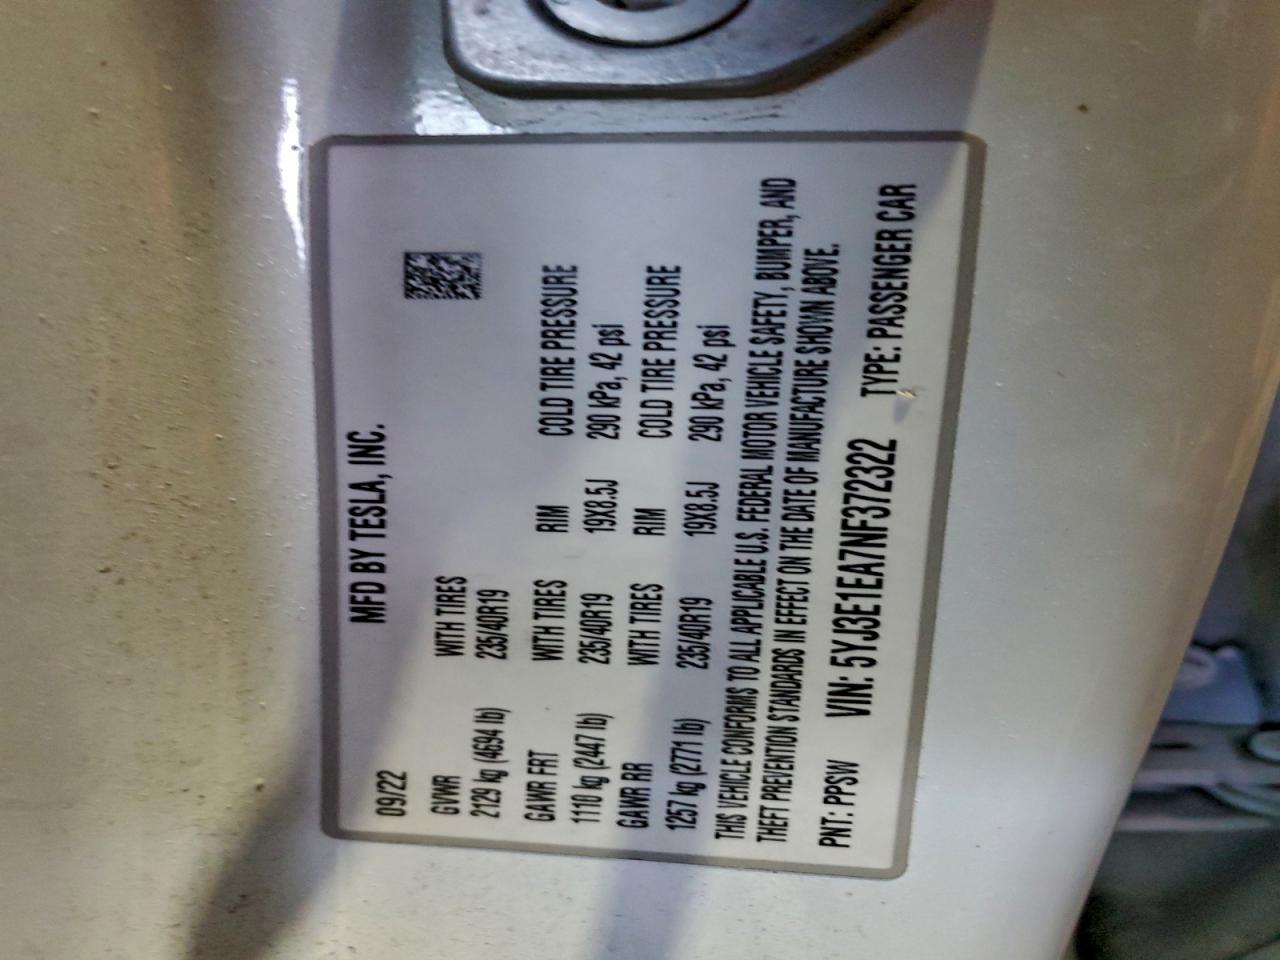 MFD BY TESLA, INC.
09/22
GVWR WITH TIRES
2129 kg (4694 lb) 235/40R19
GAWR FRT WITH TIRES RIM COLD TIRE PRESSURE
1110 kg (2447 lb) 235/40R19 19X8.5J 290 kPa, 42 psi
GAWR RR WITH TIRES RIM COLD TIRE PRESSURE
1257 kg (2771 lb) 235/40R19 19X8.5J 290 kPa, 42 psi
THIS VEHICLE CONFORMS TO ALL APPLICABLE U.S. FEDERAL MOTOR VEHICLE SAFETY, BUMPER, AND
THEFT PREVENTION STANDARDS IN EFFECT ON THE DATE OF MANUFACTURE SHOWN ABOVE.
PNT: PPSW VIN: 5YJ3E1EA7NF372322 TYPE: PASSENGER CAR